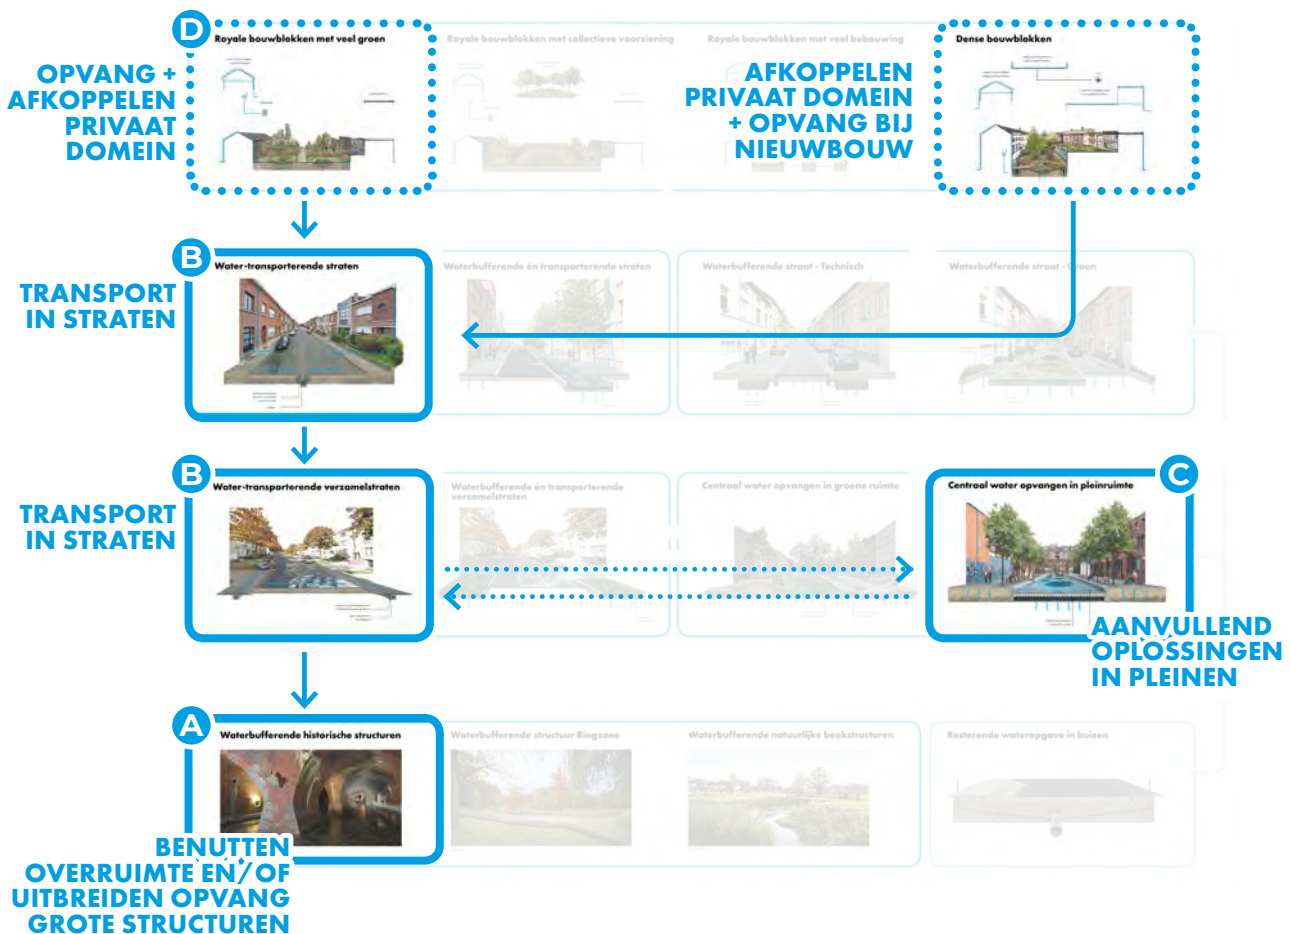 D
Royale bouwblokken met veel groen
Royale bouwblokken met collectieve voorziening
Royale bouwblokken met veel bebouwing
Dense bouwblokken
OPVANG +
AFKOPPELEN
PRIVAAT
DOMEIN
AFKOPPELEN
PRIVAAT DOMEIN
+ OPVANG BIJ
NIEUWBOUW
B
Water-transporterende straten
Waterbufferende én transporterende straten
Waterbufferende straat - Technisch
Waterbufferende straat - Groen
TRANSPORT
IN STRATEN
B
Water-transporterende verzamelstraten
Waterbufferende én transporterende
verzamelstraten
Centraal water opvangen in groene ruimte
Centraal water opvangen in pleinruimte
C
TRANSPORT
IN STRATEN
AANVULLEND
OPLOSSINGEN
IN PLEINEN
A
Waterbufferende historische structuren
Waterbufferende structuur Ringzone
Waterbufferende natuurlijke beekstructuren
Resterende wateropgave in buizen
BENUTTEN
OVERRUIMTE EN/OF
UITBREIDEN OPVANG
GROTE STRUCTUREN